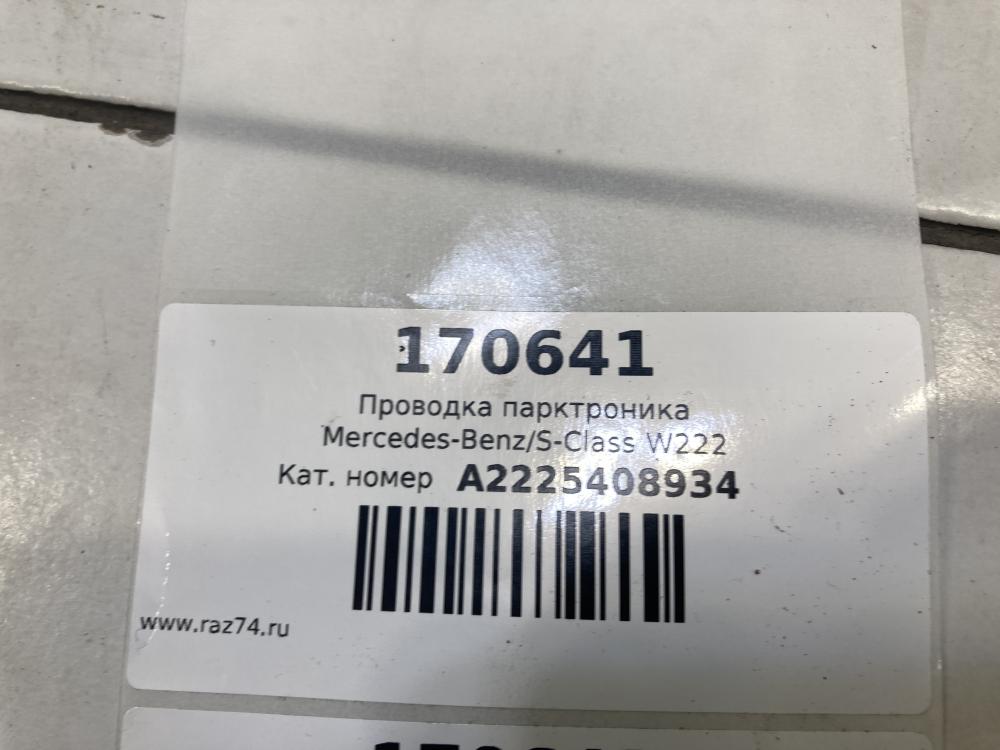 170641
Проводка парктроника
Mercedes-Benz/S-Class W222
Кат. номер A2225408934
www.raz74.ru